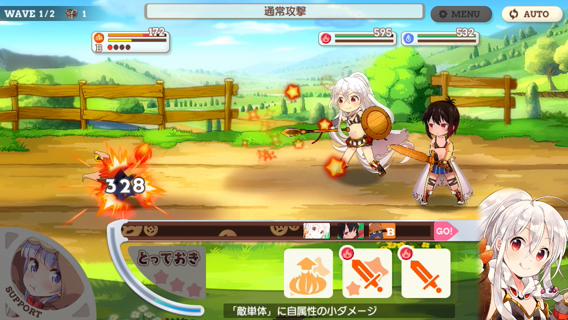 WAVE 1/2 1
通常攻撃
MENU
AUTO
172
B
595
532
328
B
GO!
とっておき
SUPPORT
「敵単体」に自属性の小ダメージ